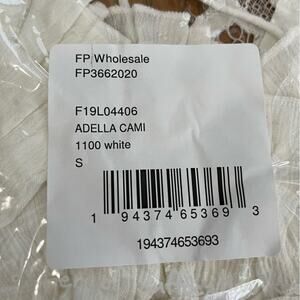 FP Wholesale
FP3662020
F19L04406
ADELLA CAMI
1100 white
S
1 94374 65369 3
194374653693